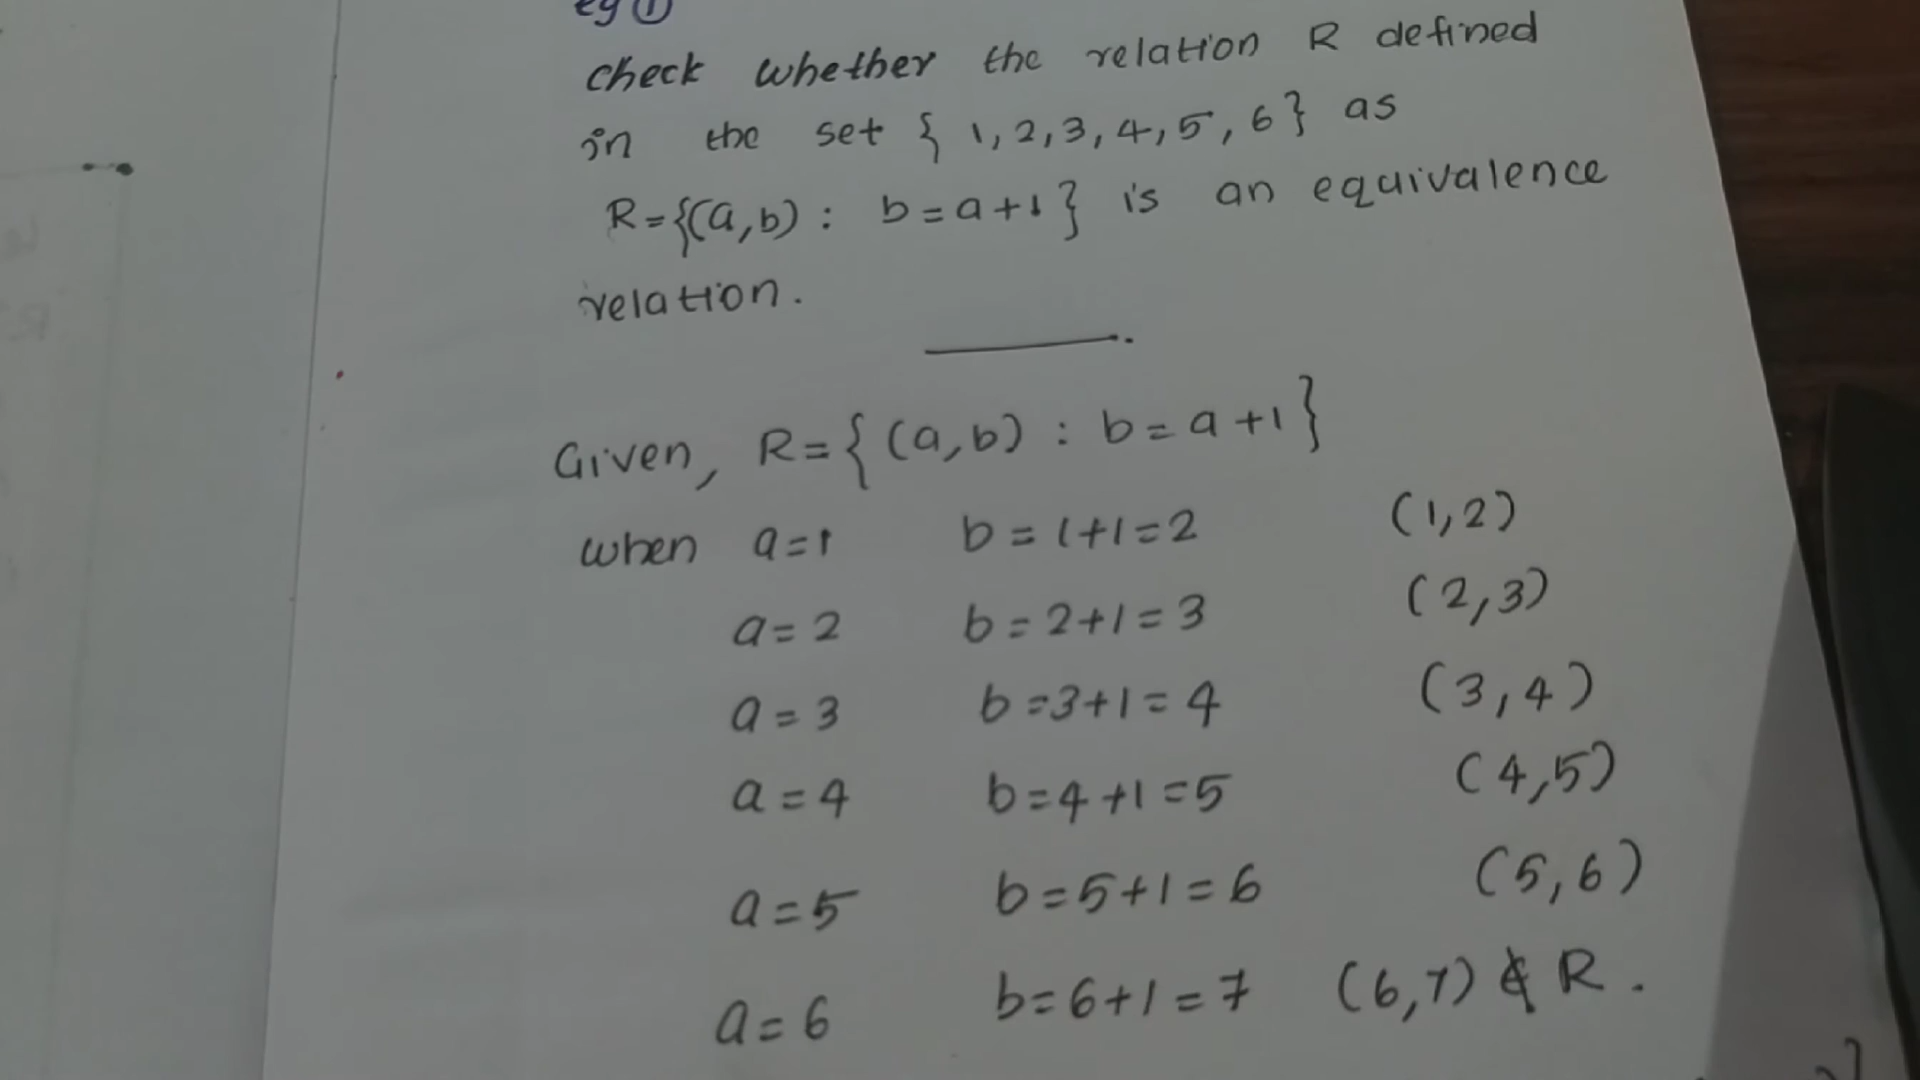 eg ①
check whether the relation R defined
in the set { 1, 2, 3, 4, 5, 6} as
R={(a,b) : b=a+1} is an equivalence
relation.
Given, R={ (a,b) : b=a+1}
when a=1 b=1+1=2 (1,2)
a=2 b=2+1=3 (2,3)
a=3 b=3+1=4 (3,4)
a=4 b=4+1=5 (4,5)
a=5 b=5+1=6 (5,6)
a=6 b=6+1=7 (6,7) ∉ R.